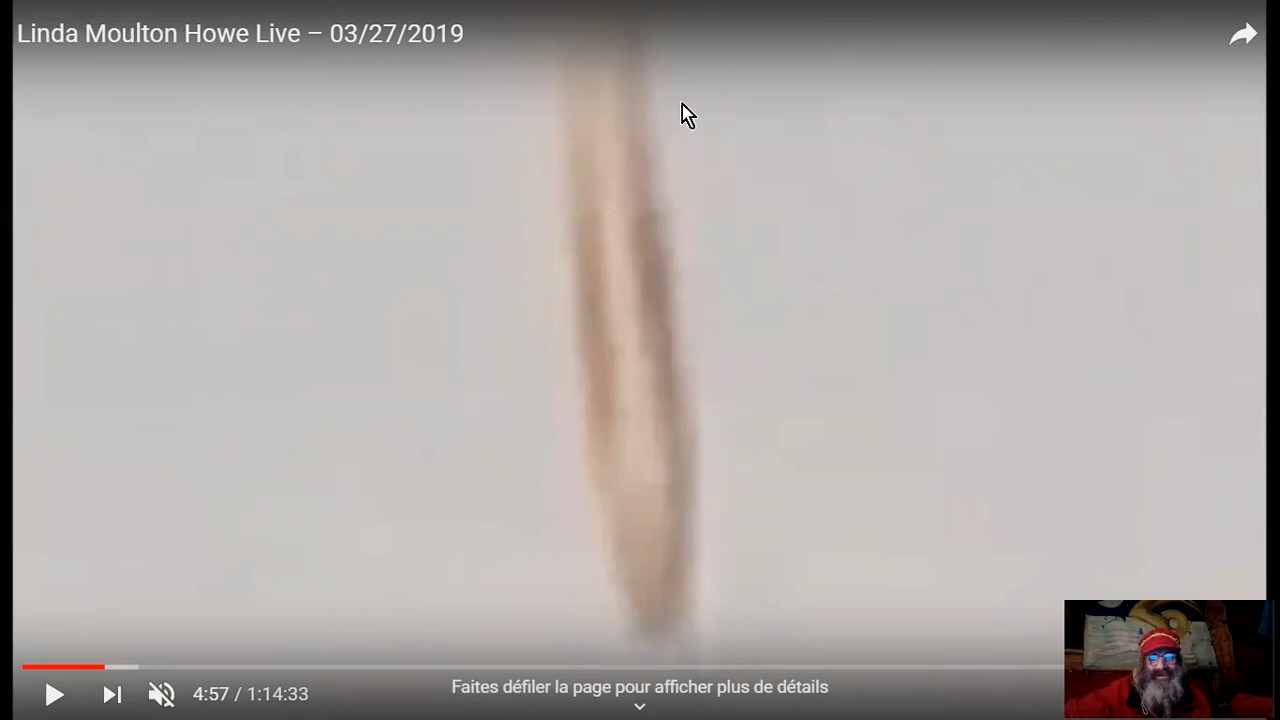 Linda Moulton Howe Live – 03/27/2019
Faites défiler la page pour afficher plus de détails
4:57 / 1:14:33